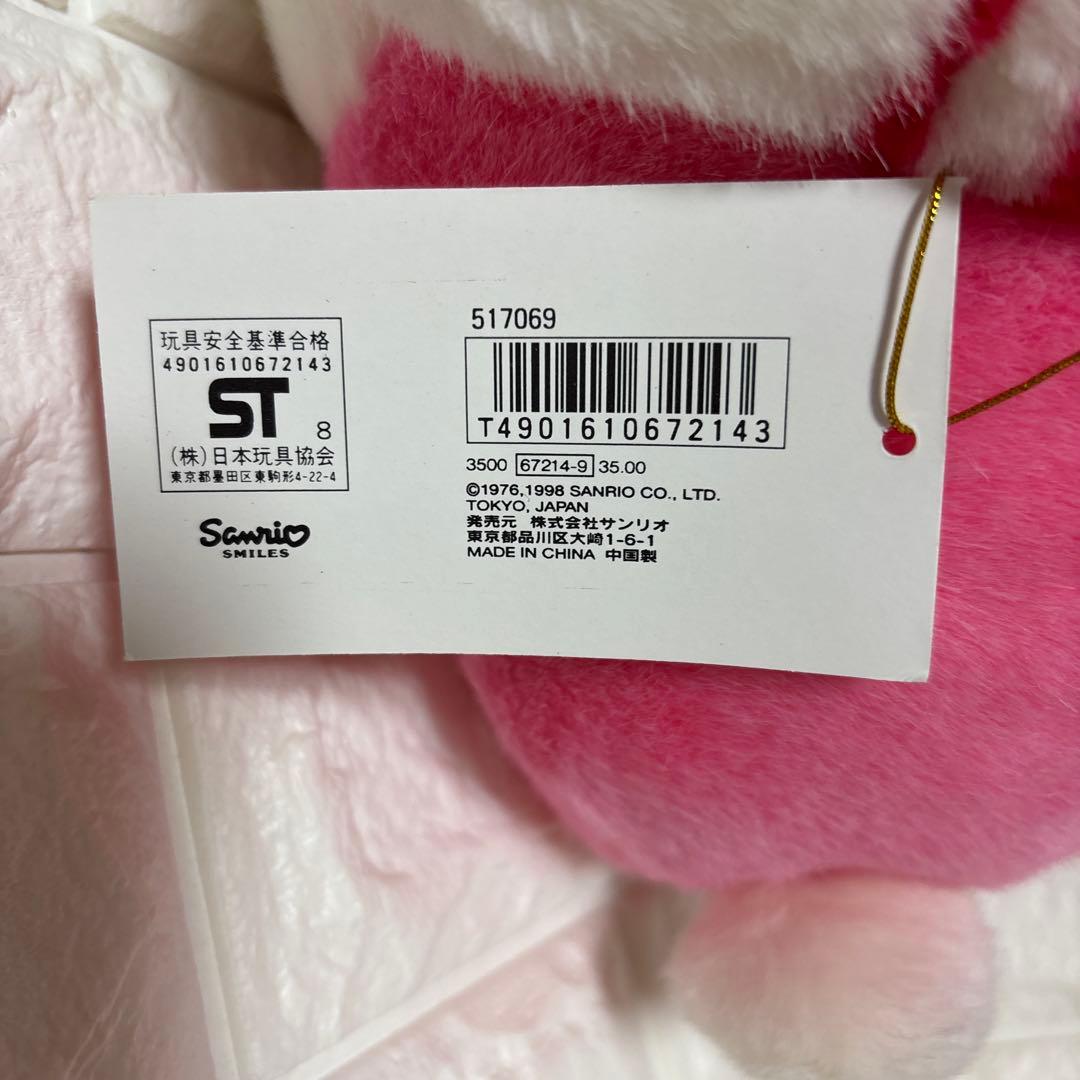 玩具安全基準合格
4901610672143
ST 8
(株)日本玩具協会
東京都墨田区東駒形4-22-4
Sanrio
SMILES
517069
T4901610672143
3500 67214-9 35.00
©1976,1998 SANRIO CO., LTD.
TOKYO, JAPAN
発売元 株式会社サンリオ
東京都品川区大崎1-6-1
MADE IN CHINA 中国製